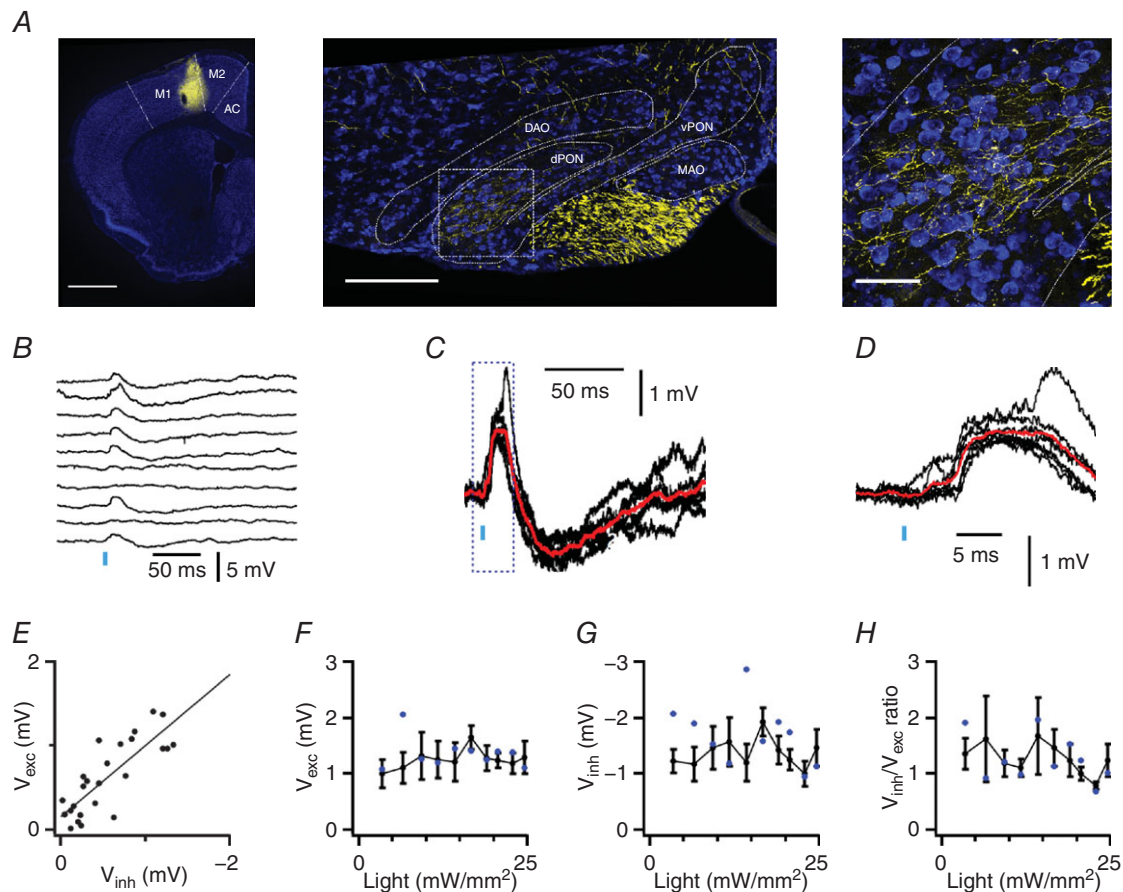 A
M2
M1
AC
DAO
vPON
dPON
MAO
B
50 ms
5 mV
C
50 ms
1 mV
D
5 ms
1 mV
E
2
Vexc (mV)
0
0
Vinh (mV)
–2
F
3
2
Vexc (mV)
1
0
0
25
Light (mW/mm2)
G
–3
–2
Vinh (mV)
–1
0
0
25
Light (mW/mm2)
H
3
2
Vinh/Vexc ratio
1
0
0
25
Light (mW/mm2)